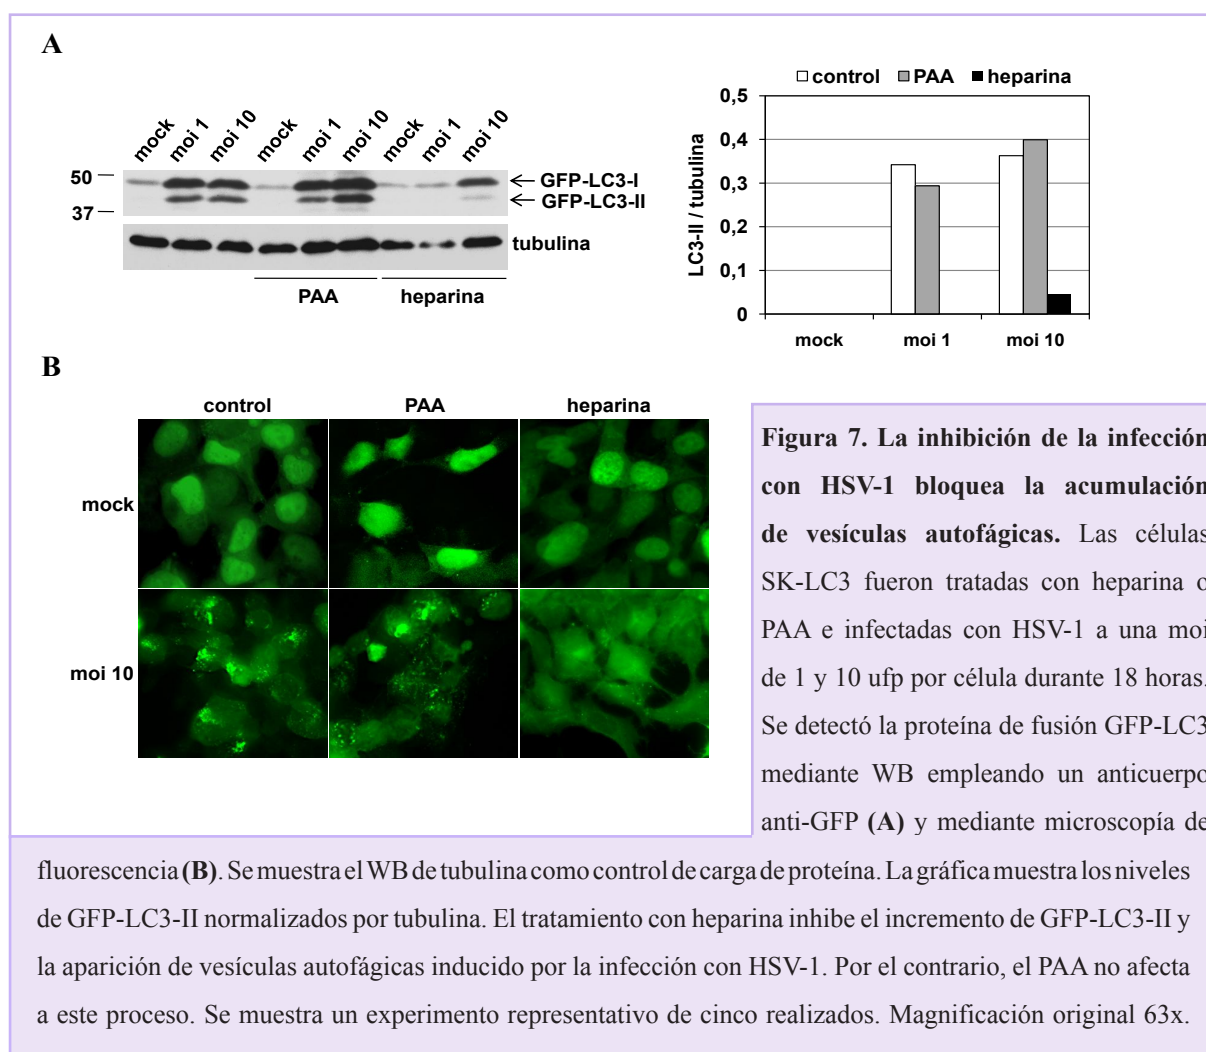 A
mock moi 1 moi 10 mock moi 1 moi 10 mock moi 1 moi 10
50
37
GFP-LC3-I
GFP-LC3-II
tubulina
PAA heparina
control PAA heparina
LC3-II / tubulina
0,5
0,4
0,3
0,2
0,1
0
mock moi 1 moi 10
B
control PAA heparina
mock
moi 10
Figura 7. La inhibición de la infección
con HSV-1 bloquea la acumulación
de vesículas autofágicas. Las células
SK-LC3 fueron tratadas con heparina o
PAA e infectadas con HSV-1 a una moi
de 1 y 10 ufp por célula durante 18 horas.
Se detectó la proteína de fusión GFP-LC3
mediante WB empleando un anticuerpo
anti-GFP (A) y mediante microscopía de
fluorescencia (B). Se muestra el WB de tubulina como control de carga de proteína. La gráfica muestra los niveles
de GFP-LC3-II normalizados por tubulina. El tratamiento con heparina inhibe el incremento de GFP-LC3-II y
la aparición de vesículas autofágicas inducido por la infección con HSV-1. Por el contrario, el PAA no afecta
a este proceso. Se muestra un experimento representativo de cinco realizados. Magnificación original 63x.